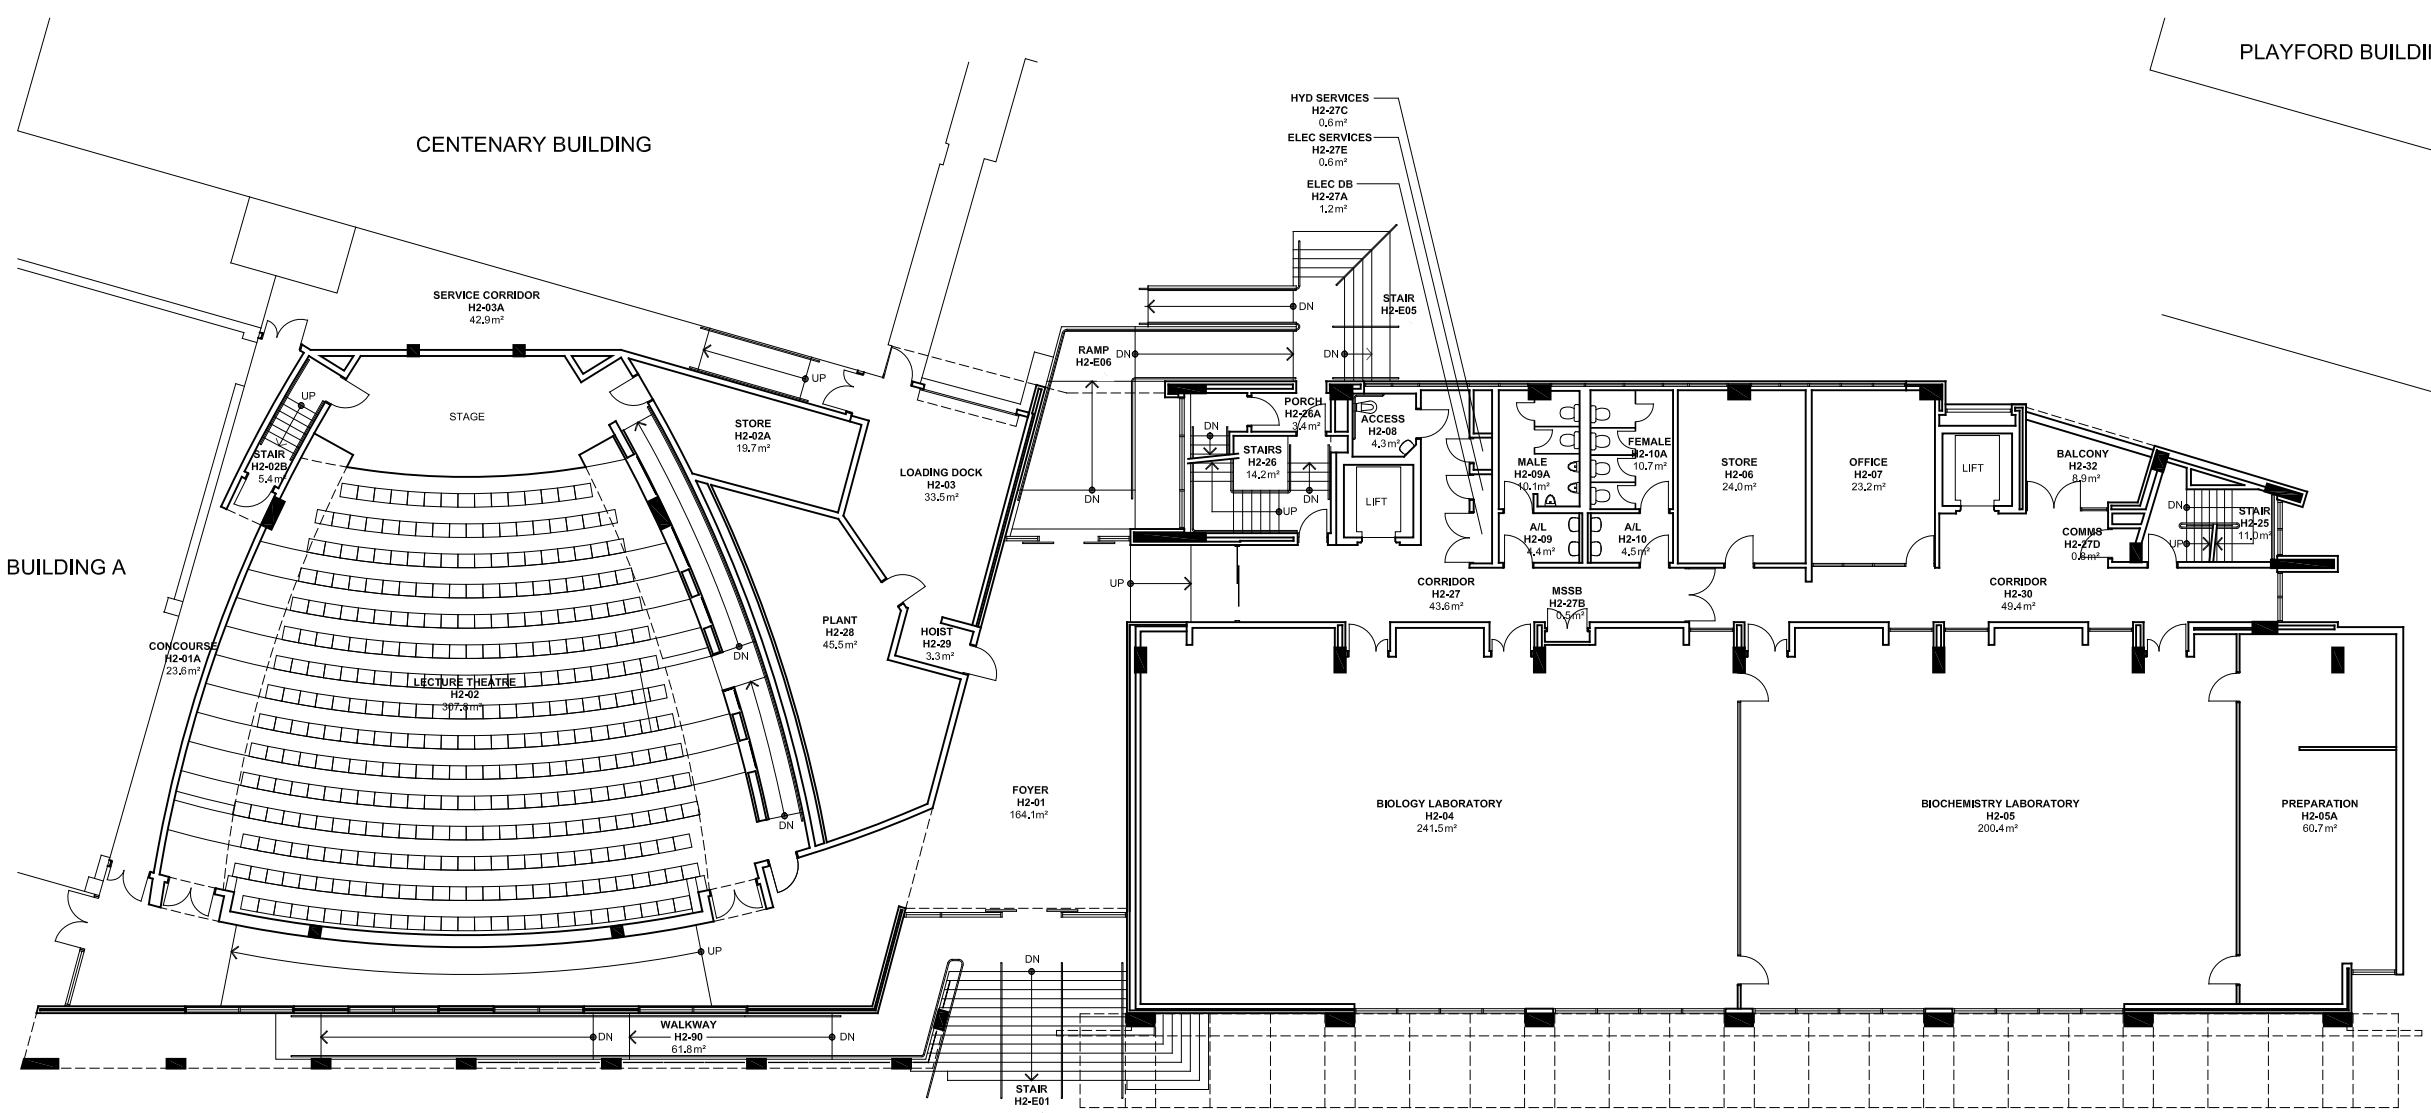 PLAYFORD
CENTENARY BUILDING
HYD SERVICES
H2-27C
0.6m²
ELEC SERVICES
H2-27E
0.6m²
ELEC DB
H2-27A
1.2m²
SERVICE CORRIDOR
H2-03A
42.9m²
UP
DN
STAIR
H2-E05
DN
DN
RAMP
H2-E06
DN
UP
STAGE
STAIR
H2-02B
5.4m²
STORE
H2-02A
19.7m²
LOADING DOCK
H2-03
33.5m²
PORCH
H2-26A
3.4m²
DN
STAIRS
H2-26
14.2m²
DN
UP
ACCESS
H2-08
4.3m²
LIFT
MALE
H2-09A
10.1m²
FEMALE
H2-10A
10.7m²
A/L
H2-09
4.4m²
A/L
H2-10
4.5m²
STORE
H2-06
24.0m²
OFFICE
H2-07
23.2m²
LIFT
BALCONY
H2-32
8.9m²
DN
STAIR
H2-25
11.0m²
UP
COMMS
H2-27D
0.8m²
BUILDING A
UP
CORRIDOR
H2-27
43.6m²
MSSB
H2-27B
0.5m²
CORRIDOR
H2-30
49.4m²
CONCOURSE
H2-01A
23.6m²
LECTURE THEATRE
H2-02
307.8m²
DN
PLANT
H2-28
45.5m²
HOIST
H2-29
3.3m²
DN
FOYER
H2-01
164.1m²
BIOLOGY LABORATORY
H2-04
241.5m²
BIOCHEMISTRY LABORATORY
H2-05
200.4m²
PREPARATION
H2-05A
60.7m²
UP
DN
WALKWAY
H2-90
61.8m²
DN
DN
STAIR
H2-E01